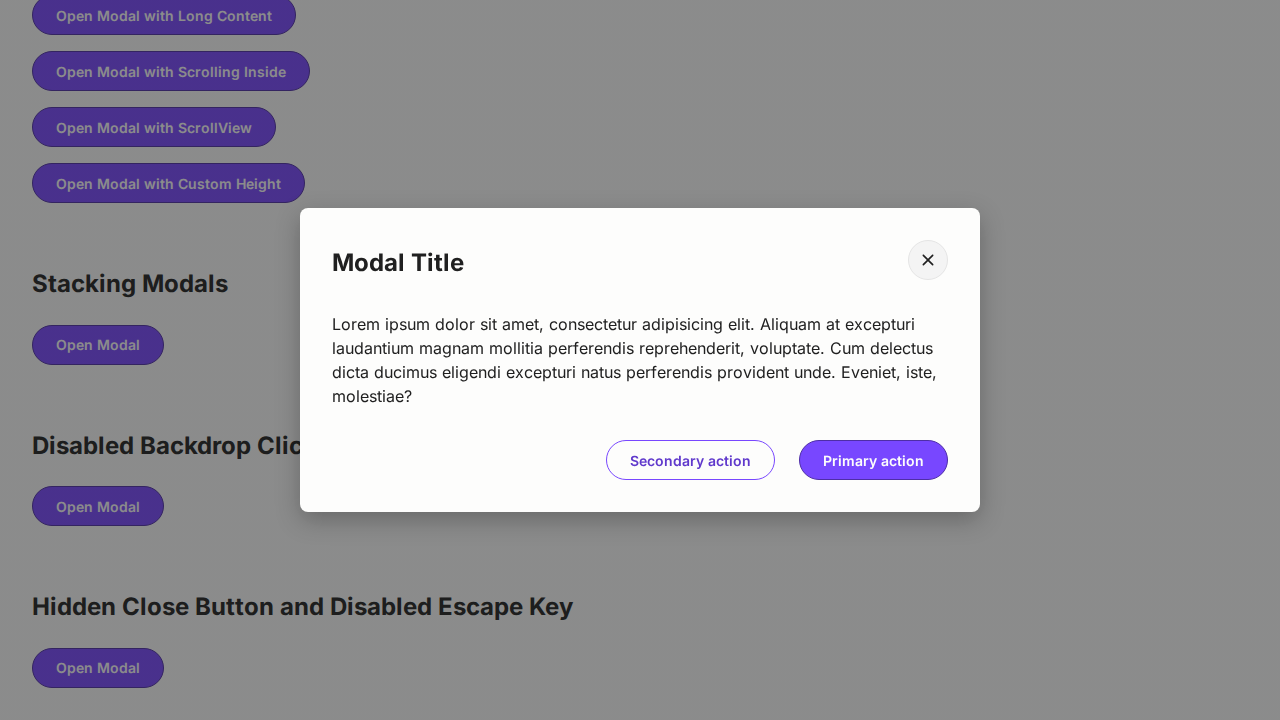 Open Modal with Long Content
Open Modal with Scrolling Inside
Open Modal with ScrollView
Open Modal with Custom Height
Stacking Modals
Open Modal
Disabled Backdrop Clic
Open Modal
Hidden Close Button and Disabled Escape Key
Open Modal
Modal Title
Lorem ipsum dolor sit amet, consectetur adipisicing elit. Aliquam at excepturi
laudantium magnam mollitia perferendis reprehenderit, voluptate. Cum delectus
dicta ducimus eligendi excepturi natus perferendis provident unde. Eveniet, iste,
molestiae?
Secondary action
Primary action